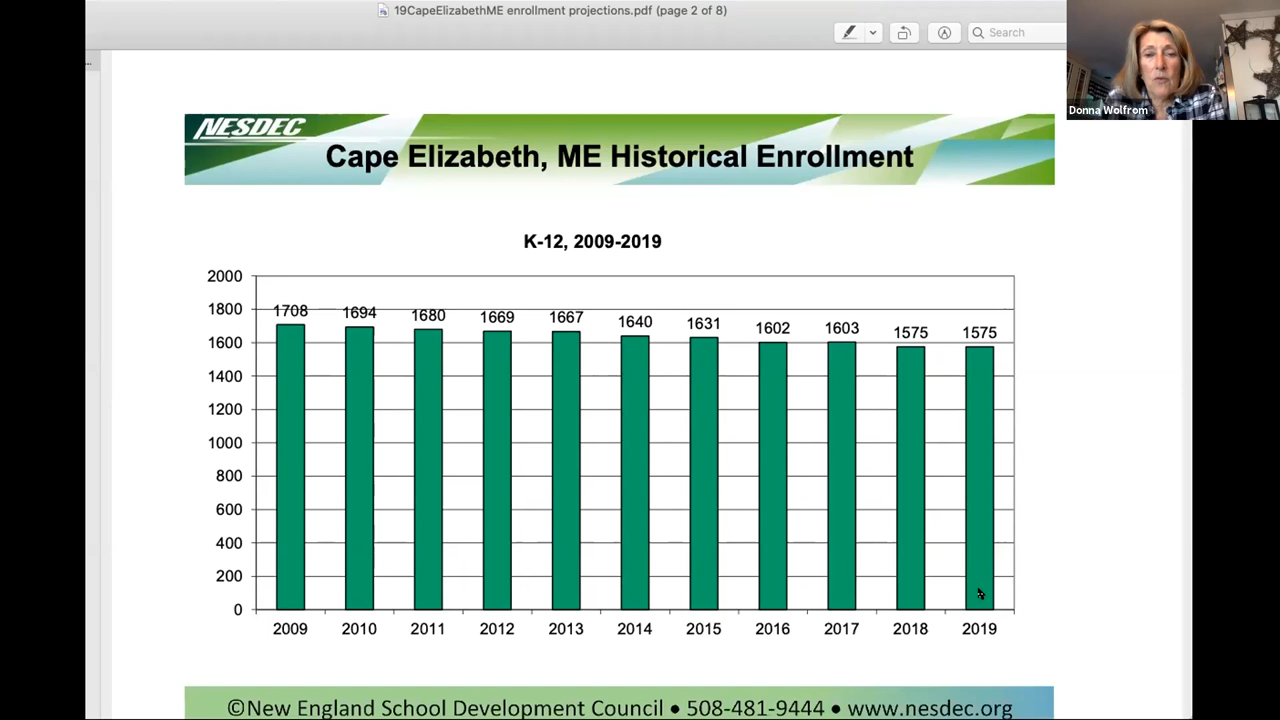 19CapeElizabethME enrollment projections.pdf (page 2 of 8)
Search
Donna Wolfrom
...
NESDEC
Cape Elizabeth, ME Historical Enrollment
K-12, 2009-2019
2000
1800
1600
1400
1200
1000
800
600
400
200
0
1708 1694 1680 1669 1667 1640 1631 1602 1603 1575 1575
2009 2010 2011 2012 2013 2014 2015 2016 2017 2018 2019
©New England School Development Council • 508-481-9444 • www.nesdec.org